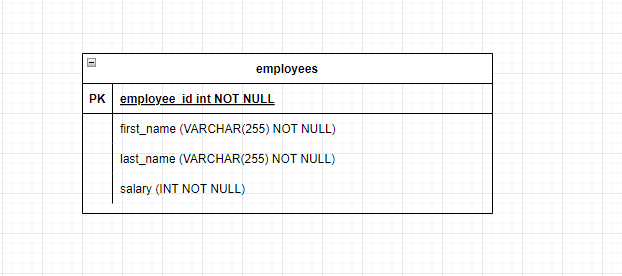 employees
PK employee_id int NOT NULL
first_name (VARCHAR(255) NOT NULL)
last_name (VARCHAR(255) NOT NULL)
salary (INT NOT NULL)